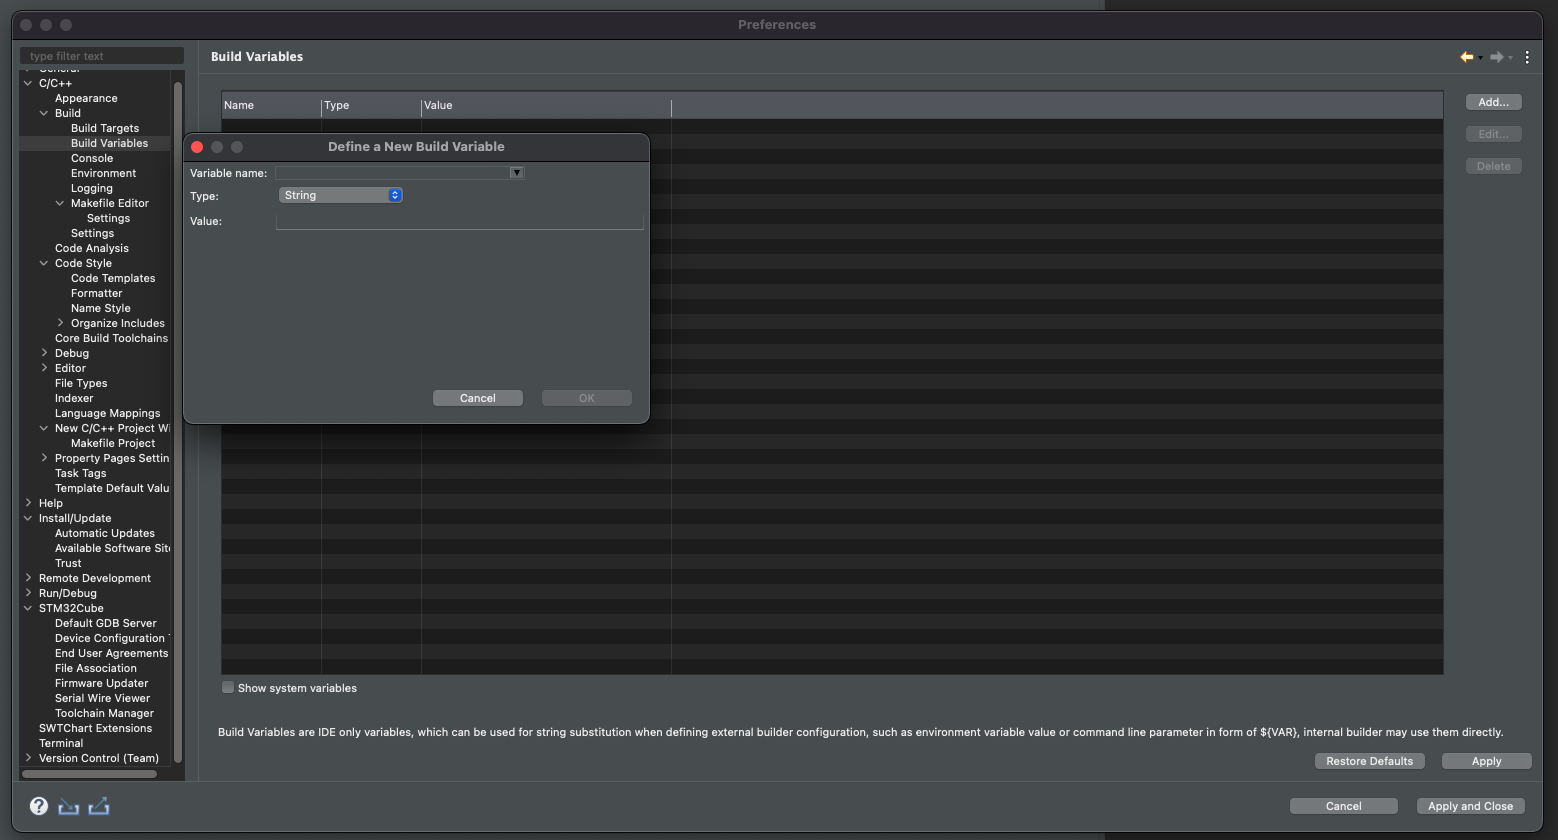 Preferences
type filter text
General
C/C++
Appearance
Build
Build Targets
Build Variables
Console
Environment
Logging
Makefile Editor
Settings
Settings
Code Analysis
Code Style
Code Templates
Formatter
Name Style
Organize Includes
Core Build Toolchains
Debug
Editor
File Types
Indexer
Language Mappings
New C/C++ Project Wi
Makefile Project
Property Pages Settin
Task Tags
Template Default Valu
Help
Install/Update
Automatic Updates
Available Software Site
Trust
Remote Development
Run/Debug
STM32Cube
Default GDB Server
Device Configuration
End User Agreements
File Association
Firmware Updater
Serial Wire Viewer
Toolchain Manager
SWTChart Extensions
Terminal
Version Control (Team)
Build Variables
Name Type Value
Add...
Edit...
Delete
Define a New Build Variable
Variable name:
Type: String
Value:
Cancel OK
Show system variables
Build Variables are IDE only variables, which can be used for string substitution when defining external builder configuration, such as environment variable value or command line parameter in form of ${VAR}, internal builder may use them directly.
Restore Defaults Apply
? Cancel Apply and Close